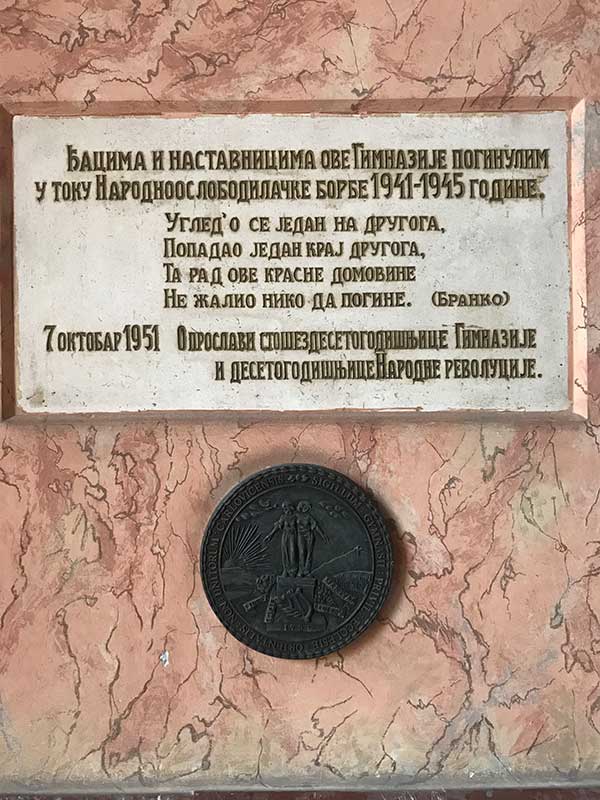 Ђацима и наставницима ове Гимназије погинулим
у току Народноослободилачке борбе 1941-1945 године.
Углед'о се један на другога,
Попадао један крај другога,
Та рад ове красне домовине
Не жалио нико да погине. (Бранко)
7 октобар 1951 О прослави стошездесетогодишњице Гимназије
и десетогодишњице Народне револуције.